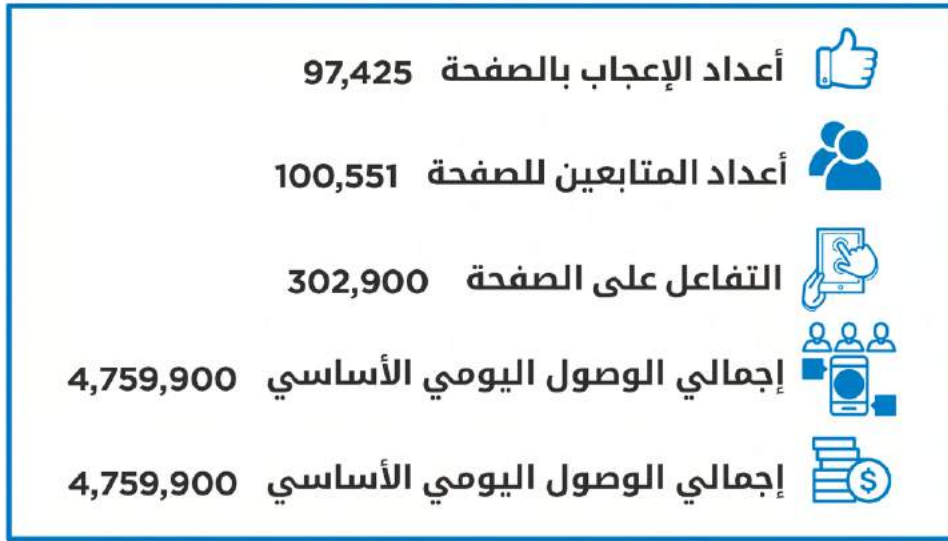 أعداد الإعجاب بالصفحة 97,425
أعداد المتابعين للصفحة 100,551
التفاعل على الصفحة 302,900
إجمالي الوصول اليومي الأساسي 4,759,900
إجمالي الوصول اليومي الأساسي 4,759,900
$